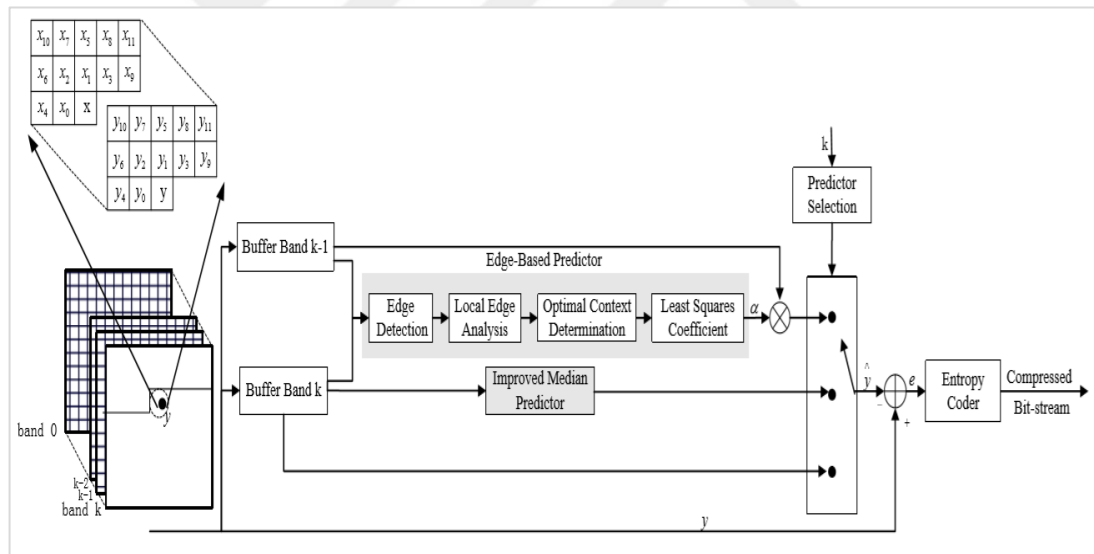 x10 x7 x5 x8 x11
x6 x2 x1 x3 x9
x4 x0 x
y10 y7 y5 y8 y11
y6 y2 y1 y3 y9
y4 y0 y
k
Predictor
Selection
Buffer Band k-1
Edge-Based Predictor
Edge
Detection
Local Edge
Analysis
Optimal Context
Determination
Least Squares
Coefficient
α
Buffer Band k
Improved Median
Predictor
ŷ
e
−
+
Entropy
Coder
Compressed
Bit-stream
y
band 0
k-2
k-1
band k
y